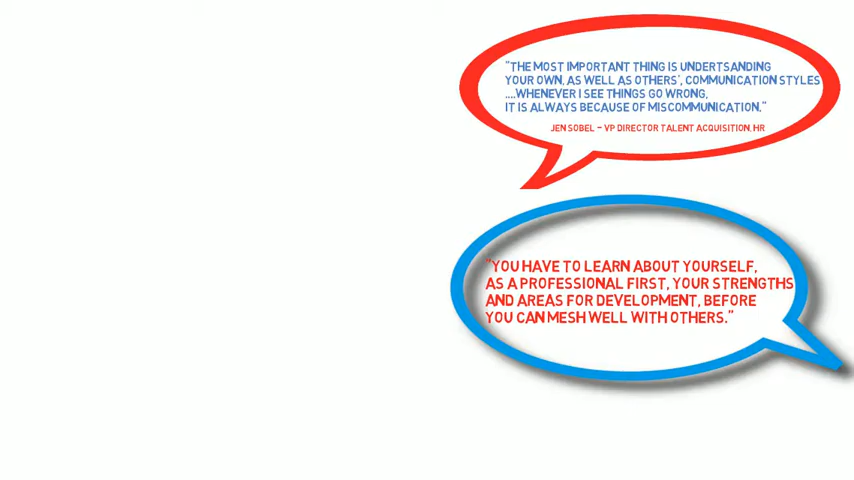 "THE MOST IMPORTANT THING IS UNDERTSANDING
YOUR OWN, AS WELL AS OTHERS', COMMUNICATION STYLES
....WHENEVER I SEE THINGS GO WRONG,
IT IS ALWAYS BECAUSE OF MISCOMMUNICATION."
JEN SOBEL - VP DIRECTOR TALENT ACQUISITION, HR
"YOU HAVE TO LEARN ABOUT YOURSELF,
AS A PROFESSIONAL FIRST, YOUR STRENGTHS
AND AREAS FOR DEVELOPMENT, BEFORE
YOU CAN MESH WELL WITH OTHERS."